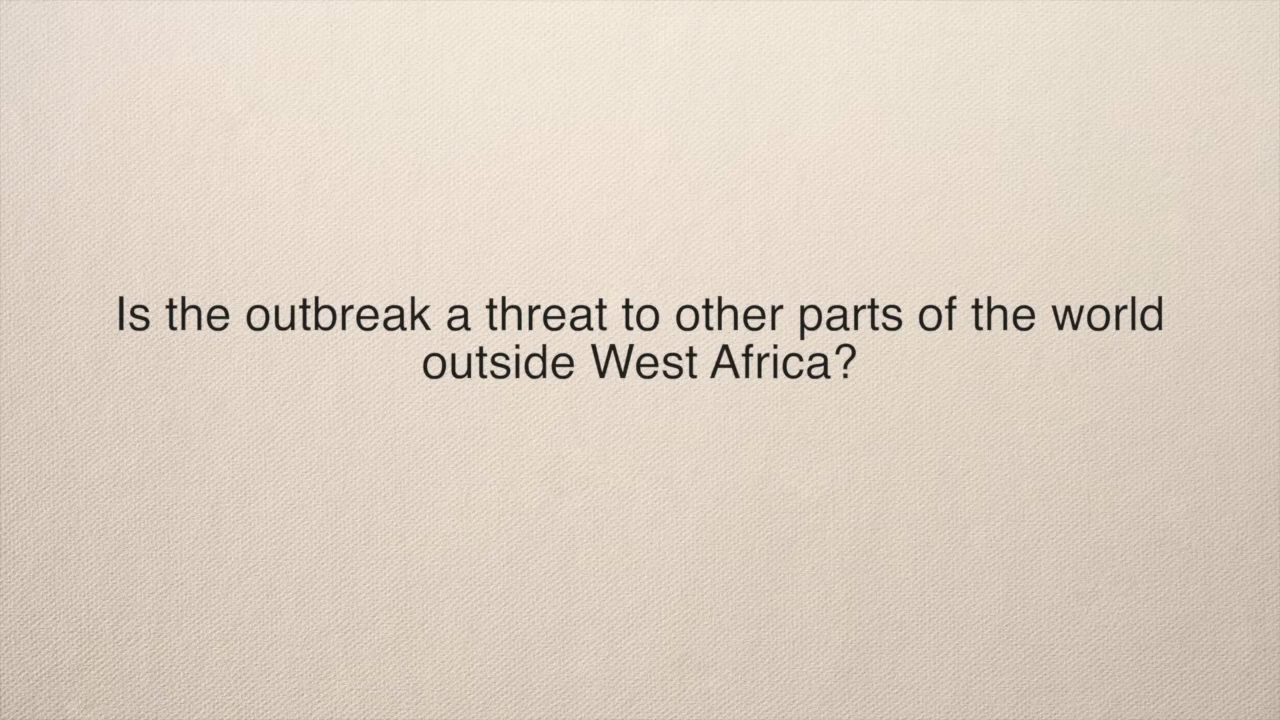 Is the outbreak a threat to other parts of the world
outside West Africa?